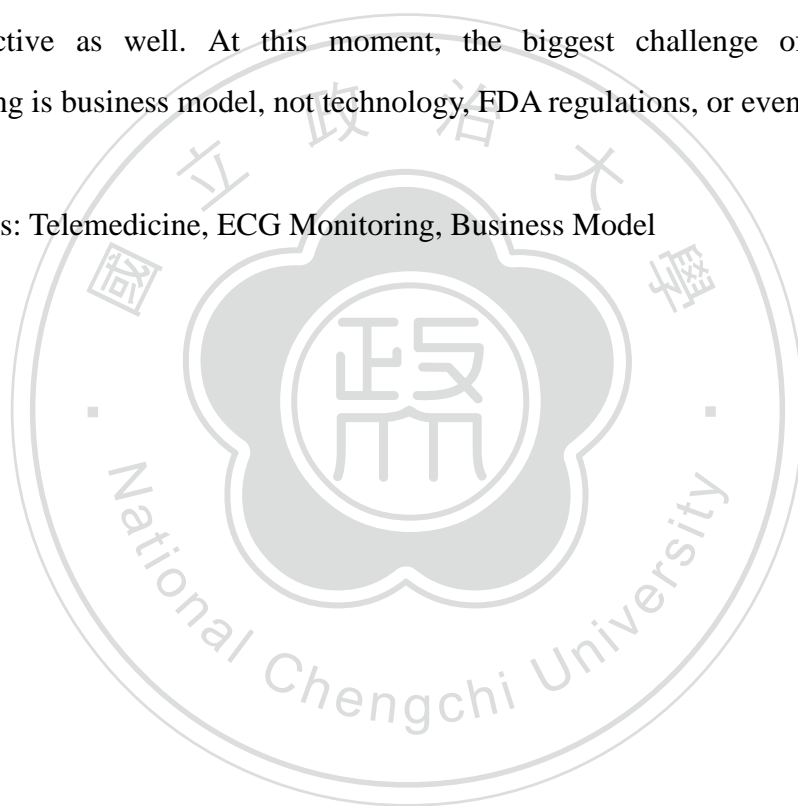 ctive as well. At this moment, the biggest challenge of
ng is business model, not technology, FDA regulations, or even
s: Telemedicine, ECG Monitoring, Business Model
國立政治大學
政
National Chengchi University